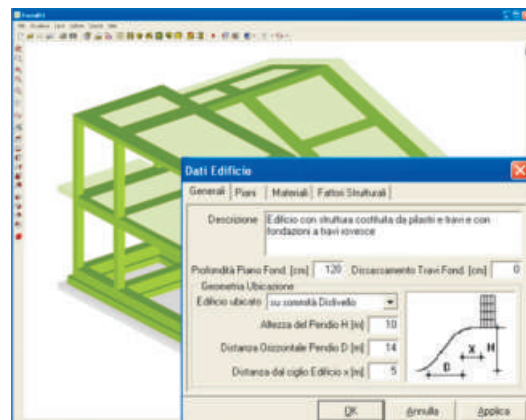 Dati Edificio
Generali Piani Materiali Fattori Strutturali
Descrizione Edificio con struttura costituita da pilastri e travi e con
fondazioni a travi rovesce
Profondità Piano Fond. [cm] 120 Disassamento Travi Fond. [cm] 0
Geometria Ubicazione
Edificio ubicato su sommità Dislivello
Altezza del Pendio H [m] 10
Distanza Orizzontale Pendio D [m] 14
Distanza dal ciglio Edificio x [m] 5
X H
D
OK Annulla Applica